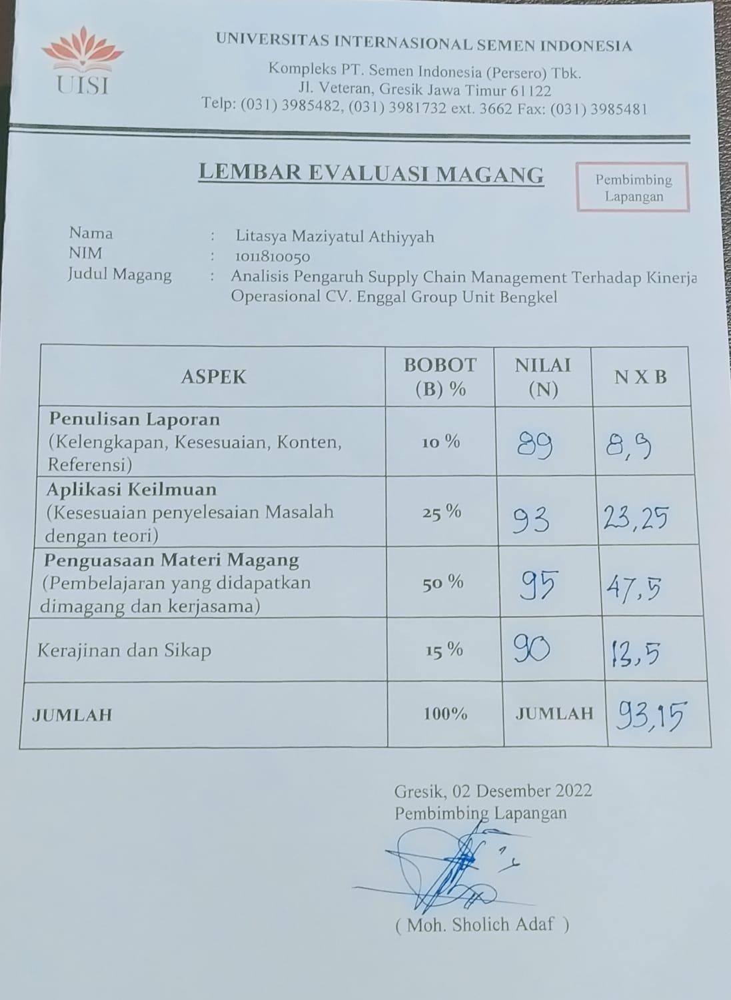 UISI
UNIVERSITAS INTERNASIONAL SEMEN INDONESIA
Kompleks PT. Semen Indonesia (Persero) Tbk.
Jl. Veteran, Gresik Jawa Timur 61122
Telp: (031) 3985482, (031) 3981732 ext. 3662 Fax: (031) 3985481
LEMBAR EVALUASI MAGANG
Pembimbing
Lapangan
Nama : Litasya Maziyatul Athiyyah
NIM : 1011810050
Judul Magang : Analisis Pengaruh Supply Chain Management Terhadap Kinerja
Operasional CV. Enggal Group Unit Bengkel
ASPEK BOBOT (B) % NILAI (N) N X B
Penulisan Laporan
(Kelengkapan, Kesesuaian, Konten,
Referensi)
10 % 89 8,9
Aplikasi Keilmuan
(Kesesuaian penyelesaian Masalah
dengan teori)
25 % 93 23,25
Penguasaan Materi Magang
(Pembelajaran yang didapatkan
dimagang dan kerjasama)
50 % 95 47,5
Kerajinan dan Sikap 15 % 90 13,5
JUMLAH 100% JUMLAH 93,15
Gresik, 02 Desember 2022
Pembimbing Lapangan
( Moh. Sholich Adaf )